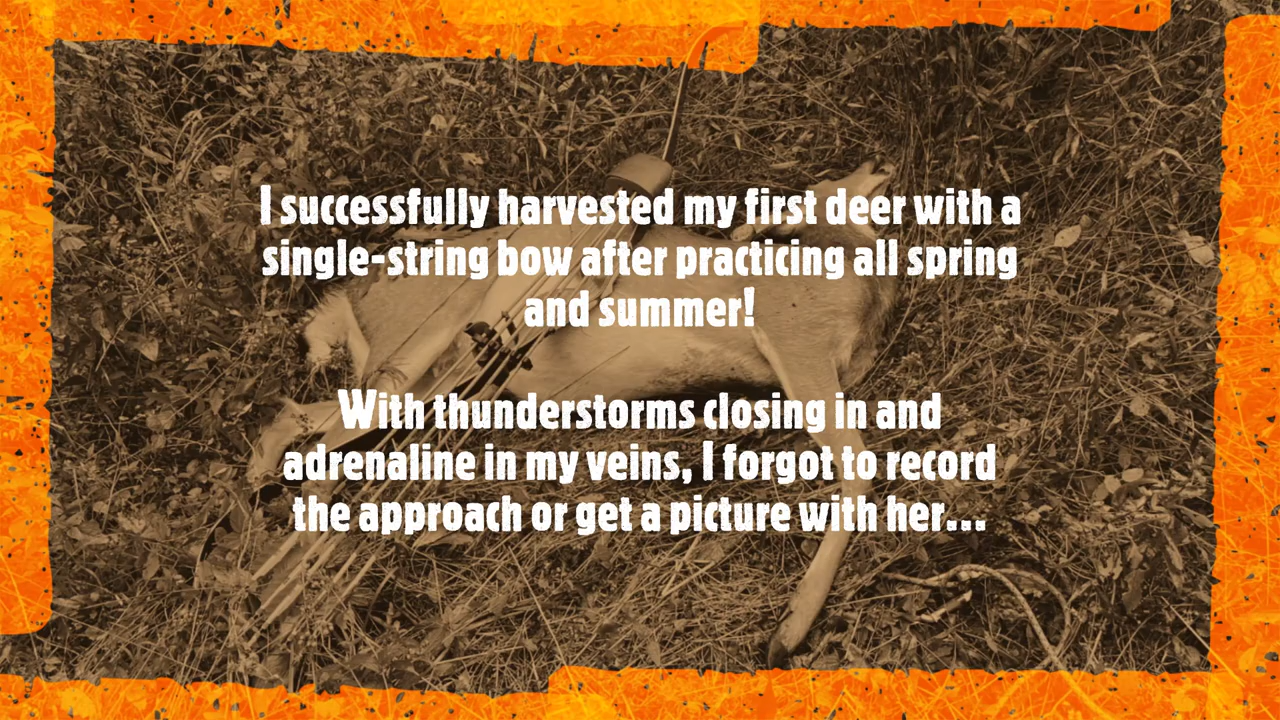 I successfully harvested my first deer with a
single-string bow after practicing all spring
and summer!
With thunderstorms closing in and
adrenaline in my veins, I forgot to record
the approach or get a picture with her...